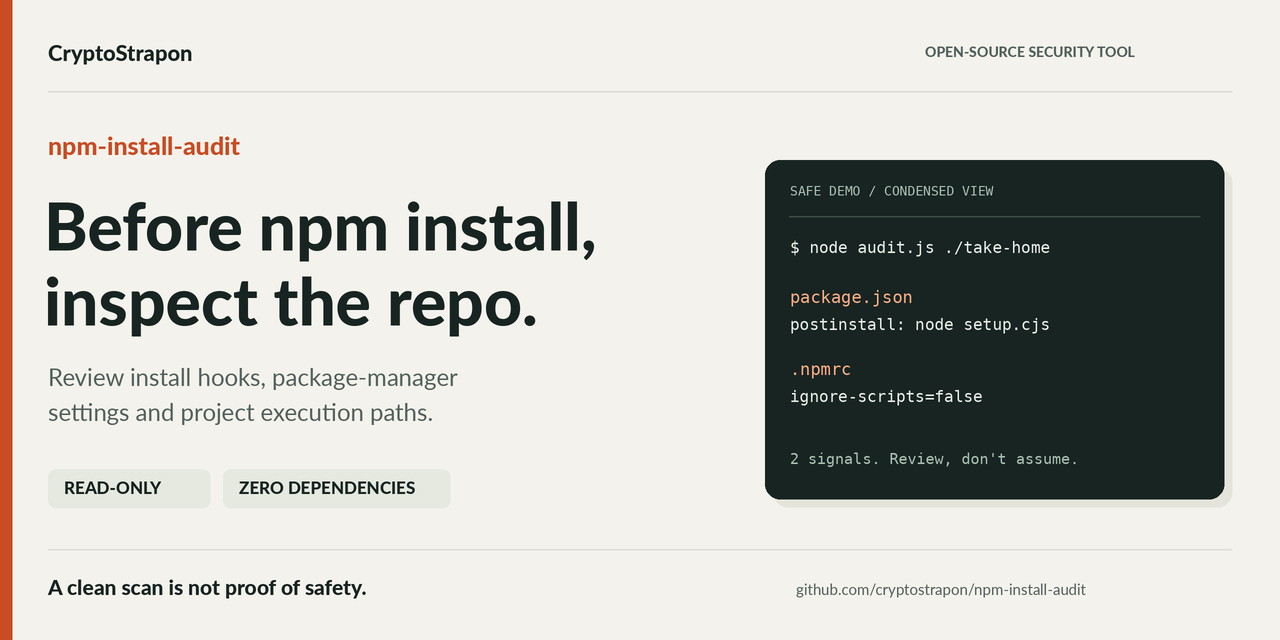 CryptoStrapon
OPEN-SOURCE SECURITY TOOL
npm-install-audit
Before npm install,
inspect the repo.
Review install hooks, package-manager
settings and project execution paths.
READ-ONLY
ZERO DEPENDENCIES
SAFE DEMO / CONDENSED VIEW
$ node audit.js ./take-home
package.json
postinstall: node setup.cjs
.npmrc
ignore-scripts=false
2 signals. Review, don't assume.
A clean scan is not proof of safety.
github.com/cryptostrapon/npm-install-audit